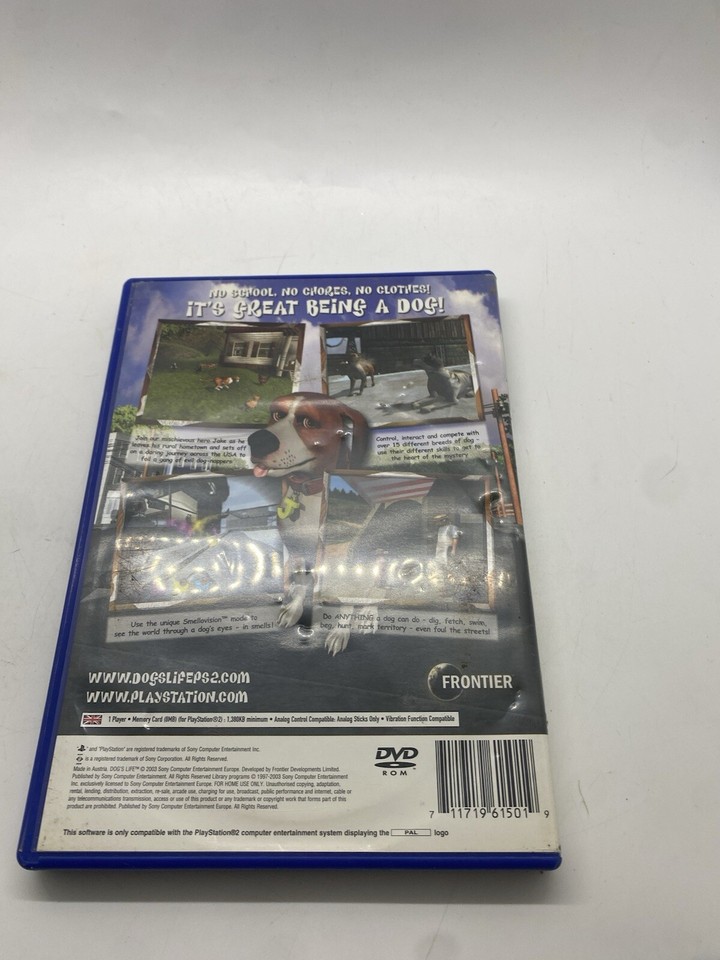 NO SCHOOL, NO CHORES, NO CLOTHES!
IT'S GREAT BEING A DOG!
Join our mischievous hero Jake as he
leaves his rural hometown and sets off
on a daring journey across the USA to
foil a gang of evil dog-nappers
Control, interact and compete with
over 15 different breeds of dog -
use their different skills to get to
the heart of the mystery
Use the unique Smellovision™ mode to
see the world through a dog's eyes - in smells!
Do ANYTHING a dog can do - dig, fetch, swim,
beg, hunt, mark territory - even foul the streets!
WWW.DOGSLIFEPS2.COM
WWW.PLAYSTATION.COM
FRONTIER
1 Player • Memory Card (8MB) (for PlayStation®2) : 1,380KB minimum • Analog Control Compatible: Analog Sticks Only • Vibration Function Compatible
" and "PlayStation" are registered trademarks of Sony Computer Entertainment Inc.
is a registered trademark of Sony Corporation. All Rights Reserved.
Made in Austria. DOG'S LIFE™ © 2003 Sony Computer Entertainment Europe. Developed by Frontier Developments Limited.
Published by Sony Computer Entertainment. All Rights Reserved Library programs © 1997-2003 Sony Computer Entertainment
Inc. exclusively licensed to Sony Computer Entertainment Europe. FOR HOME USE ONLY. Unauthorised copying, adaptation,
rental, lending, distribution, extraction, re-sale, arcade use, charging for use, broadcast, public performance and internet, cable or
any telecommunications transmission, access or use of this product or any trademark or copyright work that forms part of this
product are prohibited. Published by Sony Computer Entertainment Europe. All Rights Reserved.
DVD
ROM
7 11719 61501 9
This software is only compatible with the PlayStation®2 computer entertainment system displaying the PAL logo